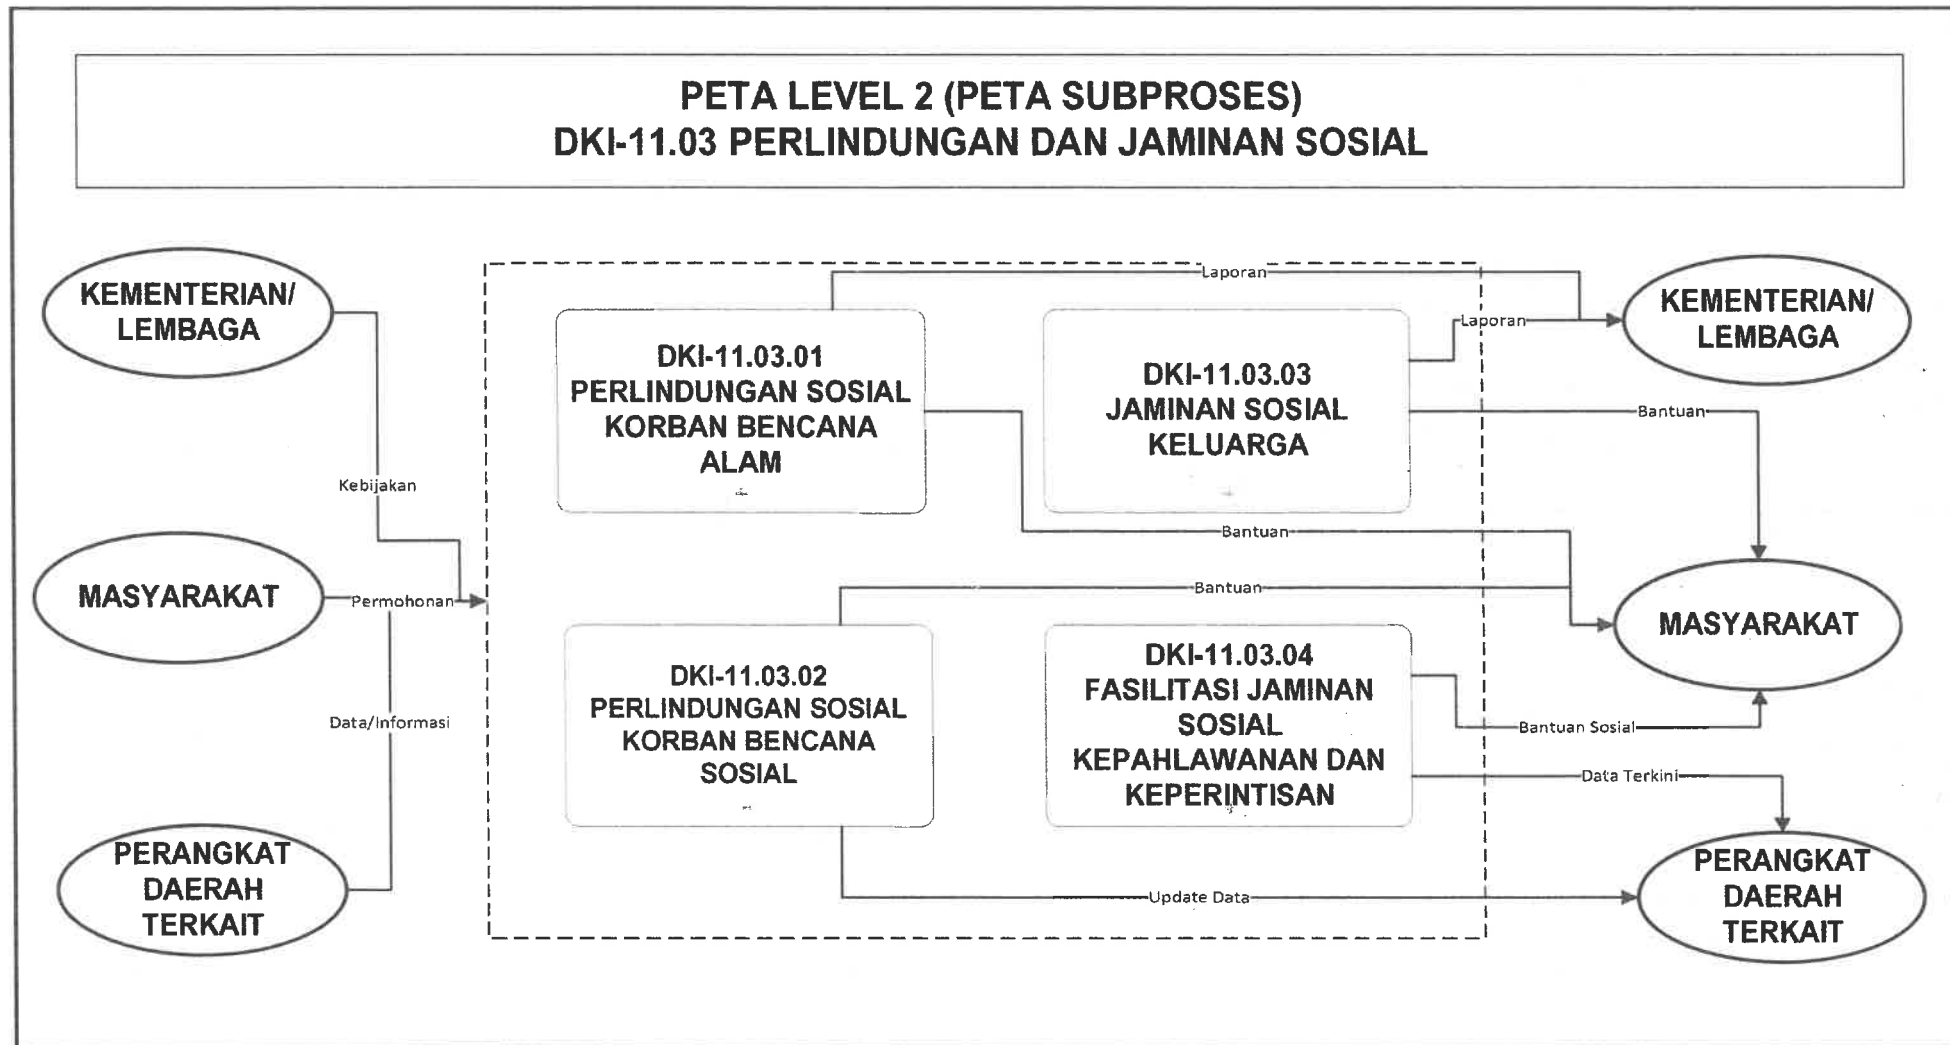 PETA LEVEL 2 (PETA SUBPROSES)
DKI-11.03 PERLINDUNGAN DAN JAMINAN SOSIAL
KEMENTERIAN/
LEMBAGA
Kebijakan
MASYARAKAT
Permohonan
Data/Informasi
PERANGKAT
DAERAH
TERKAIT
DKI-11.03.01
PERLINDUNGAN SOSIAL
KORBAN BENCANA
ALAM
DKI-11.03.03
JAMINAN SOSIAL
KELUARGA
DKI-11.03.02
PERLINDUNGAN SOSIAL
KORBAN BENCANA
SOSIAL
DKI-11.03.04
FASILITASI JAMINAN
SOSIAL
KEPAHLAWANAN DAN
KEPERINTISAN
Laporan
Laporan
Bantuan
Bantuan
Bantuan
Bantuan Sosial
Data Terkini
Update Data
KEMENTERIAN/
LEMBAGA
MASYARAKAT
PERANGKAT
DAERAH
TERKAIT